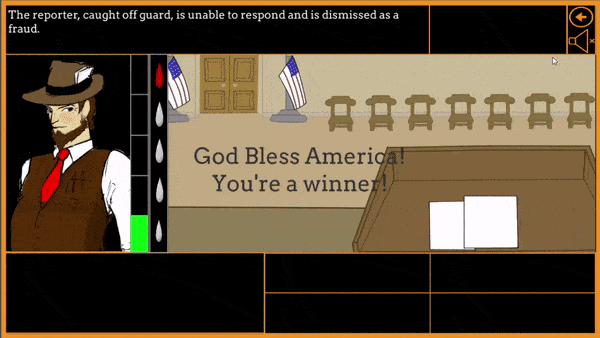 The reporter, caught off guard, is unable to respond and is dismissed as a
fraud.
God Bless America!
You're a winner!